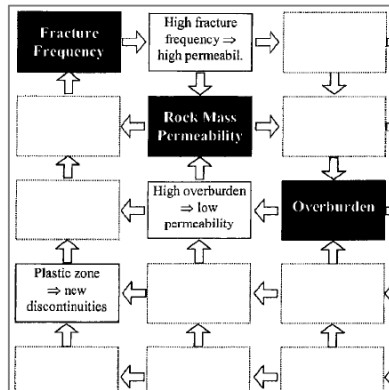 Fracture
Frequency
High fracture
frequency ⇒
high permeabil.
Rock Mass
Permeability
High overburden
⇒ low
permeability
Overburden
Plastic zone
⇒ new
discontinuities